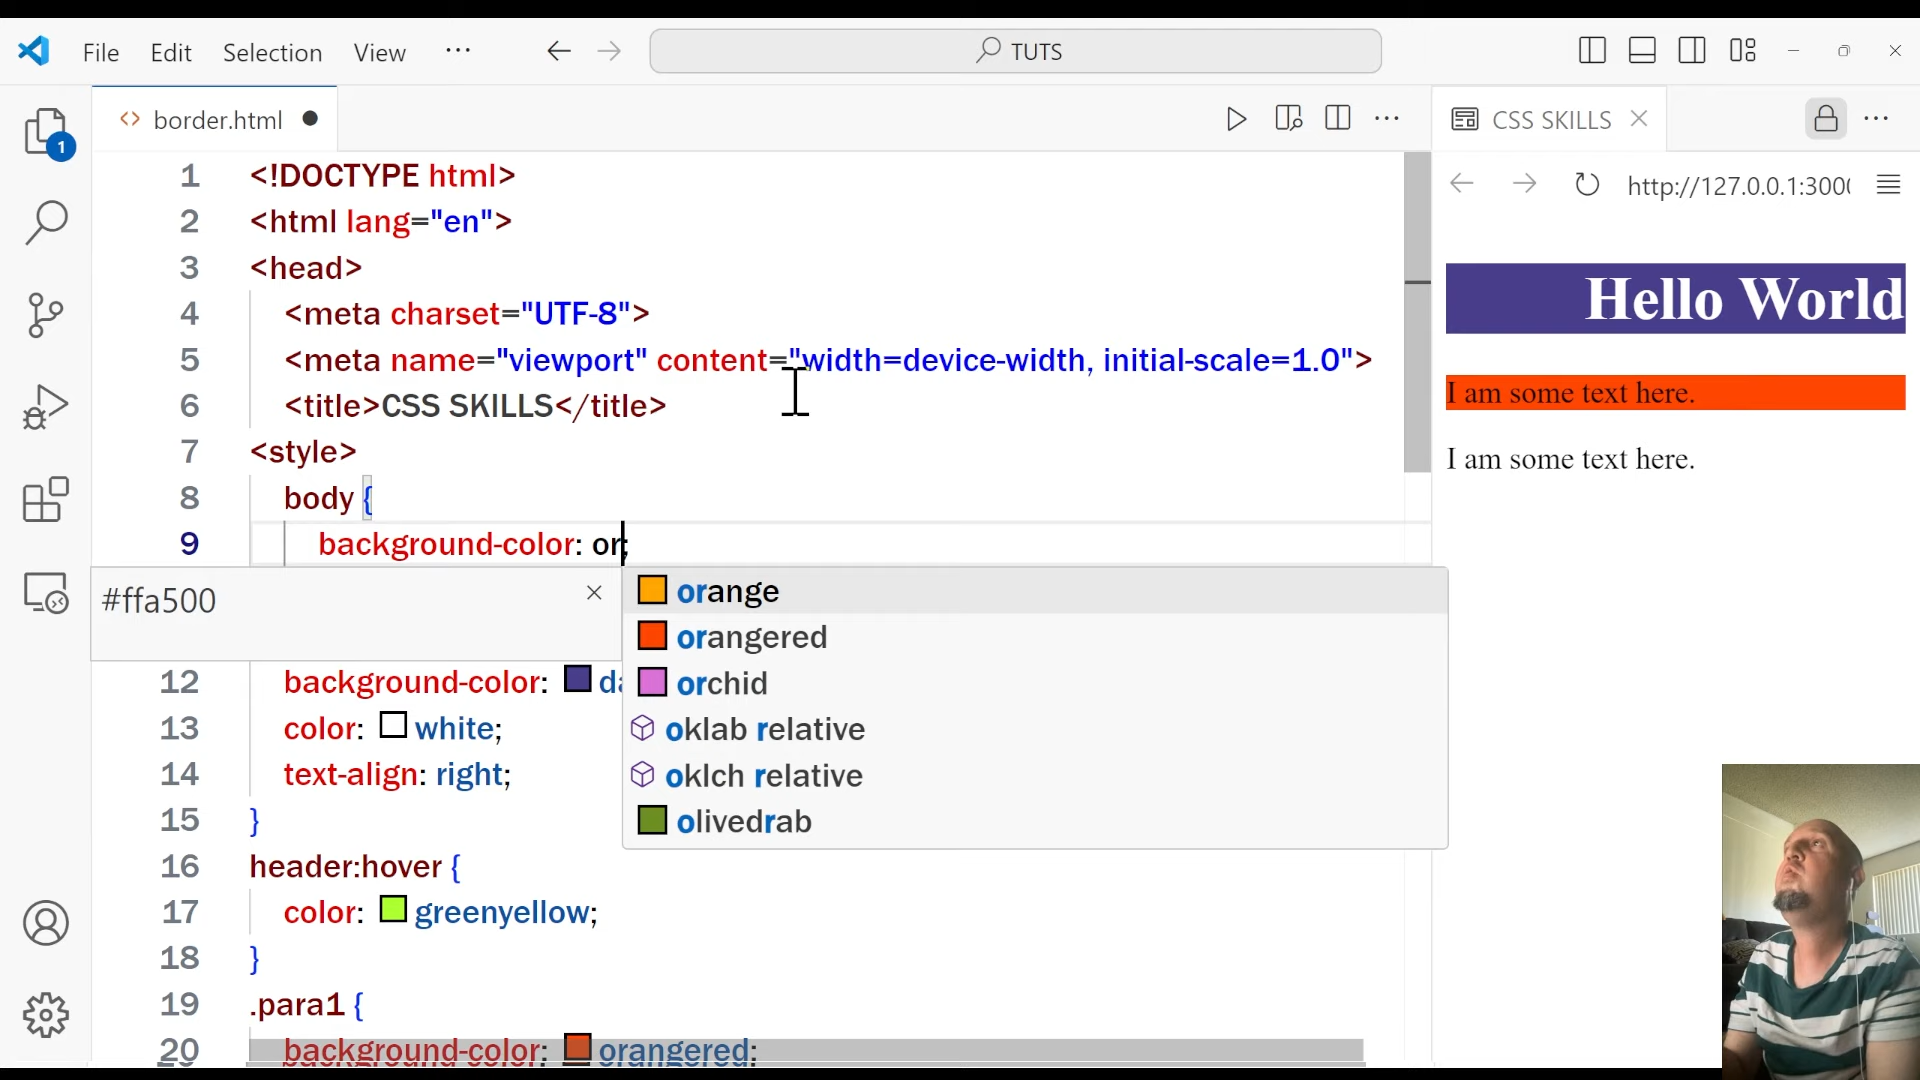 File Edit Selection View ··· TUTS
border.html CSS SKILLS
http://127.0.0.1:3000
1 <!DOCTYPE html>
2 <html lang="en">
3 <head>
4 <meta charset="UTF-8">
5 <meta name="viewport" content="width=device-width, initial-scale=1.0">
6 <title>CSS SKILLS</title>
7 <style>
8 body {
9 background-color: or;
#ffa500
orange
orangered
orchid
oklab relative
oklch relative
olivedrab
12 background-color: da
13 color: white;
14 text-align: right;
15 }
16 header:hover {
17 color: greenyellow;
18 }
19 .para1 {
20 background-color: orangered;
1
Hello World
I am some text here.
I am some text here.